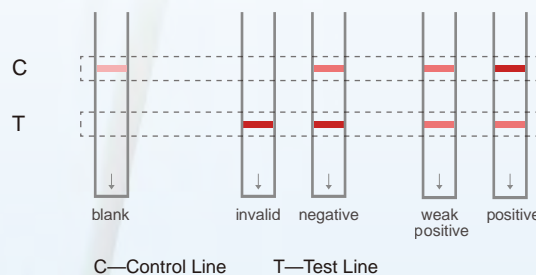 C
T
blank
invalid
negative
weak
positive
positive
C—Control Line
T—Test Line